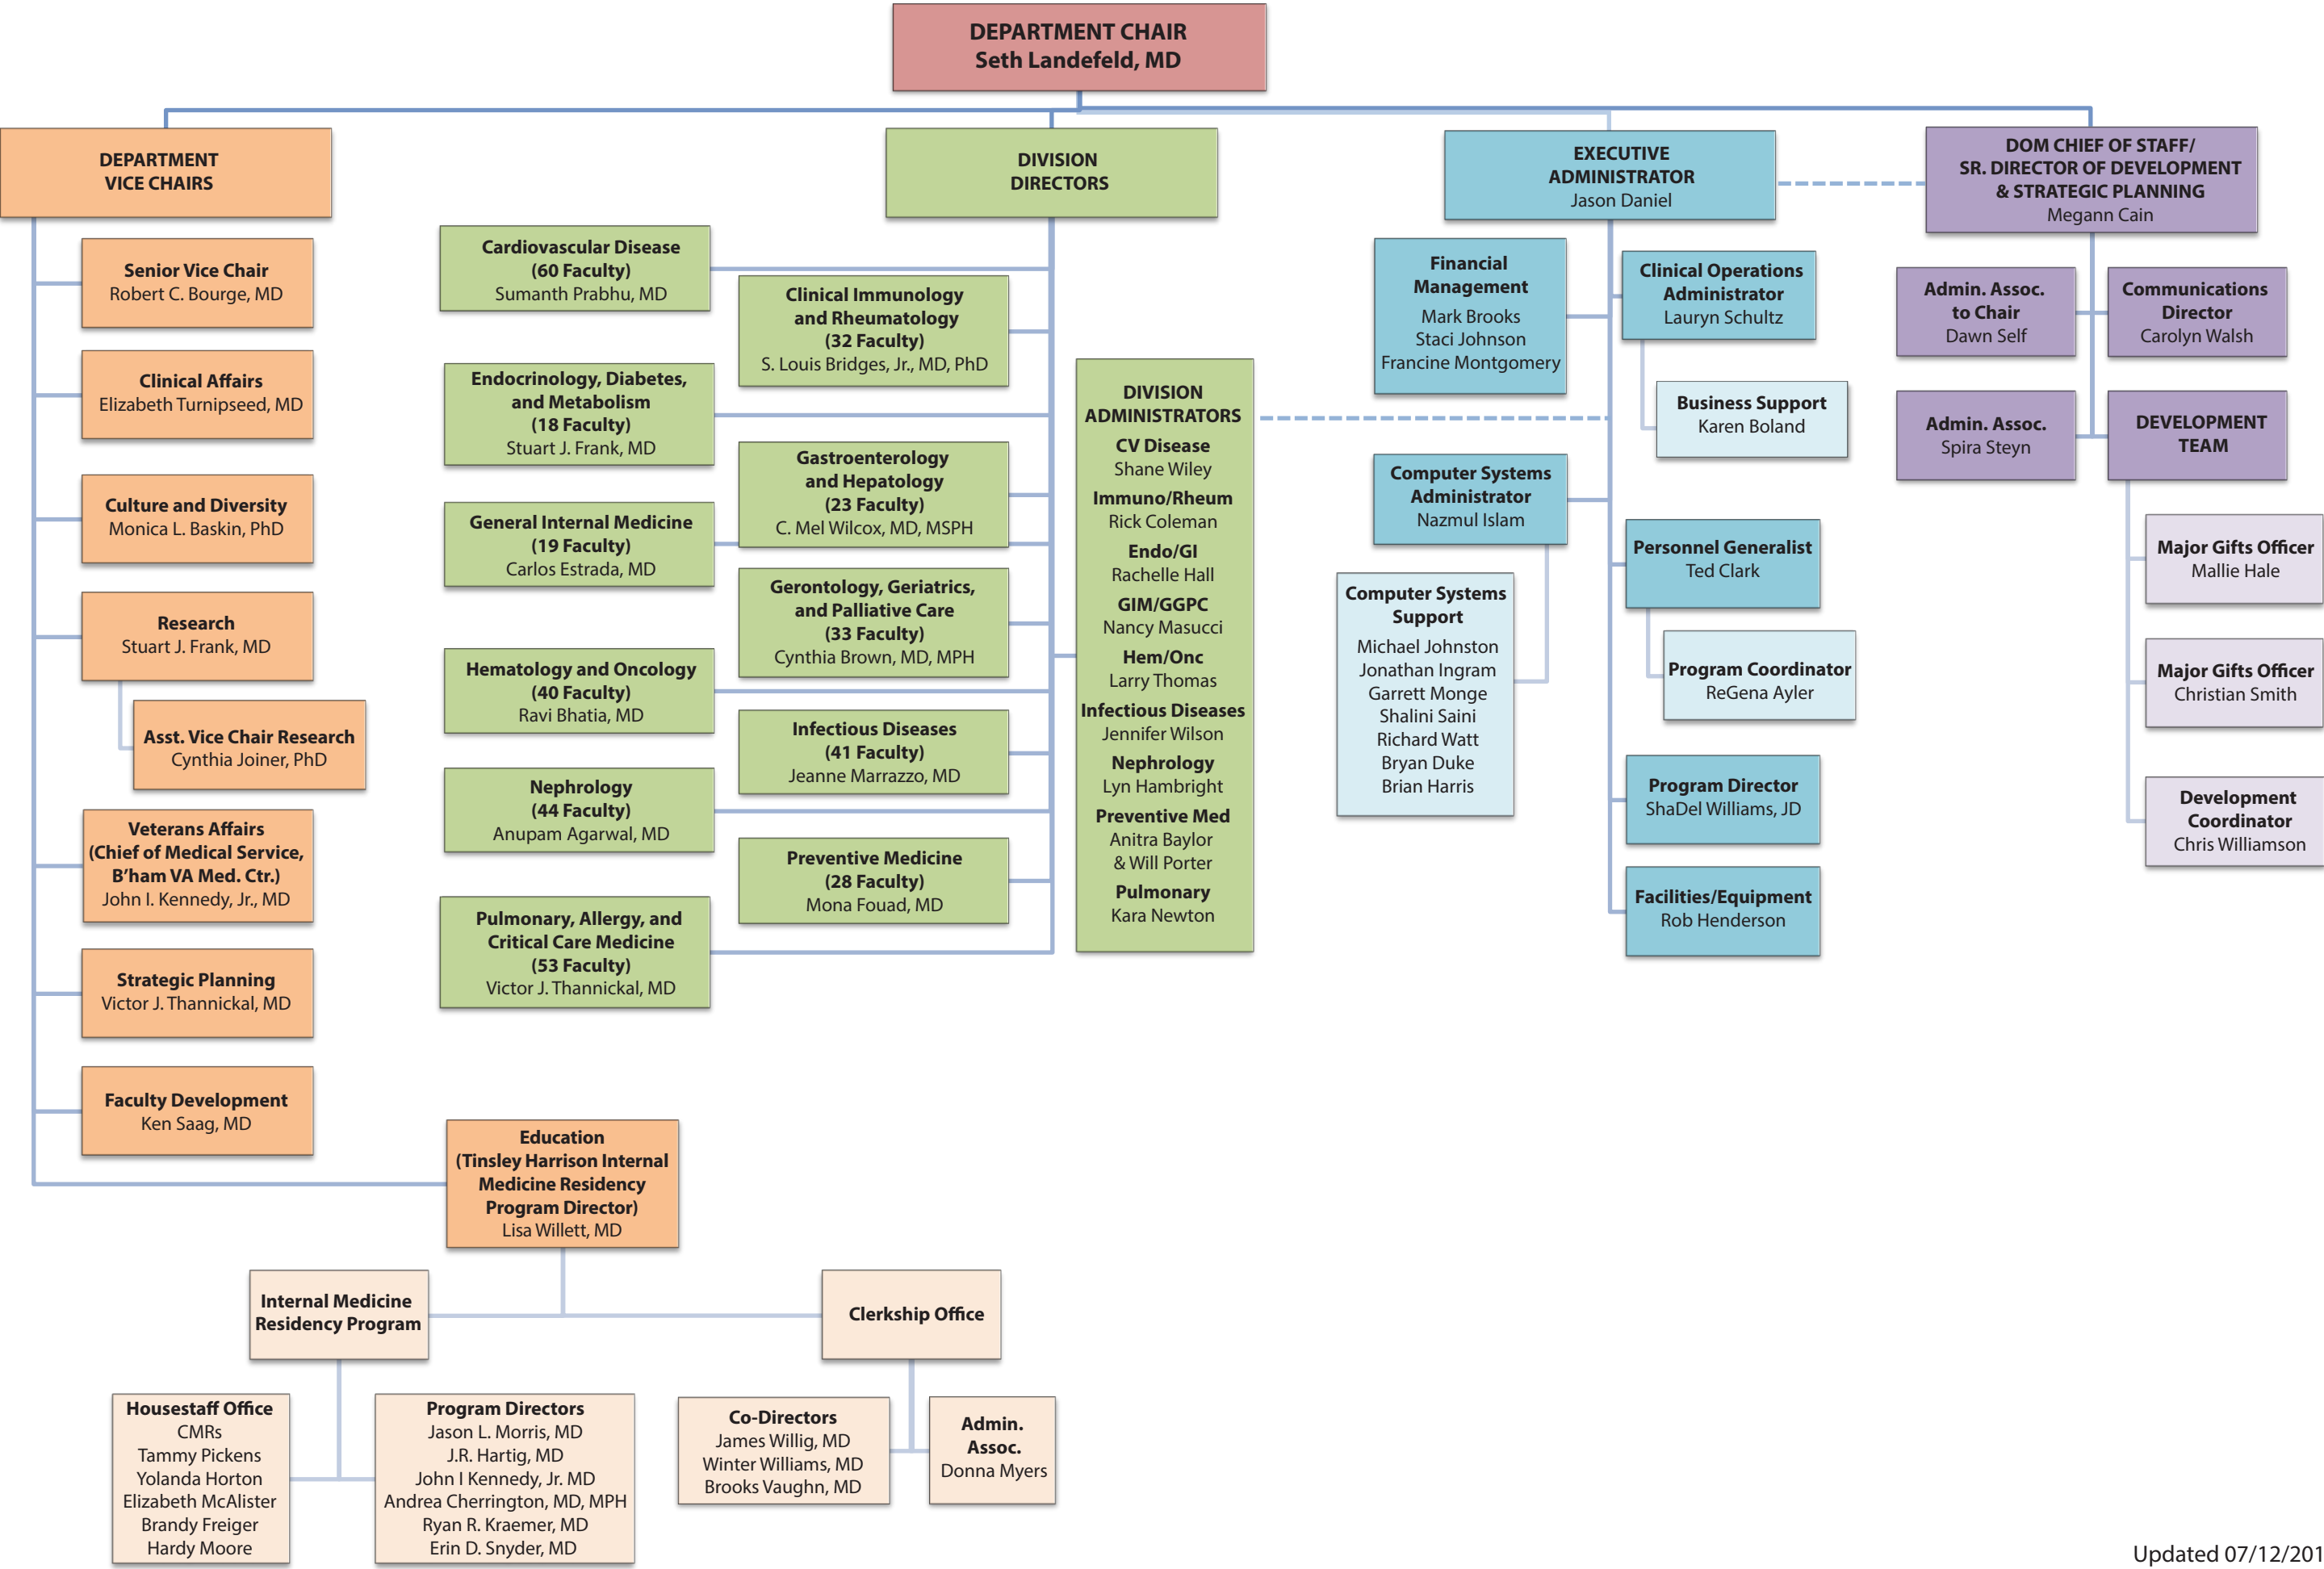 DEPARTMENT CHAIR
Seth Landefeld, MD
DEPARTMENT
VICE CHAIRS
Senior Vice Chair
Robert C. Bourge, MD
Clinical Affairs
Elizabeth Turnipseed, MD
Culture and Diversity
Monica L. Baskin, PhD
Research
Stuart J. Frank, MD
Asst. Vice Chair Research
Cynthia Joiner, PhD
Veterans Affairs
(Chief of Medical Service,
B’ham VA Med. Ctr.)
John I. Kennedy, Jr., MD
Strategic Planning
Victor J. Thannickal, MD
Faculty Development
Ken Saag, MD
Education
(Tinsley Harrison Internal
Medicine Residency
Program Director)
Lisa Willett, MD
Internal Medicine
Residency Program
Housestaff Office
CMRs
Tammy Pickens
Yolanda Horton
Elizabeth McAlister
Brandy Freiger
Hardy Moore
Program Directors
Jason L. Morris, MD
J.R. Hartig, MD
John I Kennedy, Jr. MD
Andrea Cherrington, MD, MPH
Ryan R. Kraemer, MD
Erin D. Snyder, MD
Clerkship Office
Co-Directors
James Willig, MD
Winter Williams, MD
Brooks Vaughn, MD
Admin.
Assoc.
Donna Myers
DIVISION
DIRECTORS
Cardiovascular Disease
(60 Faculty)
Sumanth Prabhu, MD
Clinical Immunology
and Rheumatology
(32 Faculty)
S. Louis Bridges, Jr., MD, PhD
Endocrinology, Diabetes,
and Metabolism
(18 Faculty)
Stuart J. Frank, MD
Gastroenterology
and Hepatology
(23 Faculty)
C. Mel Wilcox, MD, MSPH
General Internal Medicine
(19 Faculty)
Carlos Estrada, MD
Gerontology, Geriatrics,
and Palliative Care
(33 Faculty)
Cynthia Brown, MD, MPH
Hematology and Oncology
(40 Faculty)
Ravi Bhatia, MD
Infectious Diseases
(41 Faculty)
Jeanne Marrazzo, MD
Nephrology
(44 Faculty)
Anupam Agarwal, MD
Preventive Medicine
(28 Faculty)
Mona Fouad, MD
Pulmonary, Allergy, and
Critical Care Medicine
(53 Faculty)
Victor J. Thannickal, MD
DIVISION
ADMINISTRATORS
CV Disease
Shane Wiley
Immuno/Rheum
Rick Coleman
Endo/GI
Rachelle Hall
GIM/GGPC
Nancy Masucci
Hem/Onc
Larry Thomas
Infectious Diseases
Jennifer Wilson
Nephrology
Lyn Hambright
Preventive Med
Anitra Baylor
& Will Porter
Pulmonary
Kara Newton
EXECUTIVE
ADMINISTRATOR
Jason Daniel
Financial
Management
Mark Brooks
Staci Johnson
Francine Montgomery
Clinical Operations
Administrator
Lauryn Schultz
Business Support
Karen Boland
Computer Systems
Administrator
Nazmul Islam
Computer Systems
Support
Michael Johnston
Jonathan Ingram
Garrett Monge
Shalini Saini
Richard Watt
Bryan Duke
Brian Harris
Personnel Generalist
Ted Clark
Program Coordinator
ReGena Ayler
Program Director
ShaDel Williams, JD
Facilities/Equipment
Rob Henderson
DOM CHIEF OF STAFF/
SR. DIRECTOR OF DEVELOPMENT
& STRATEGIC PLANNING
Megann Cain
Admin. Assoc.
to Chair
Dawn Self
Communications
Director
Carolyn Walsh
Admin. Assoc.
Spira Steyn
DEVELOPMENT
TEAM
Major Gifts Officer
Mallie Hale
Major Gifts Officer
Christian Smith
Development
Coordinator
Chris Williamson
Updated 07/12/201